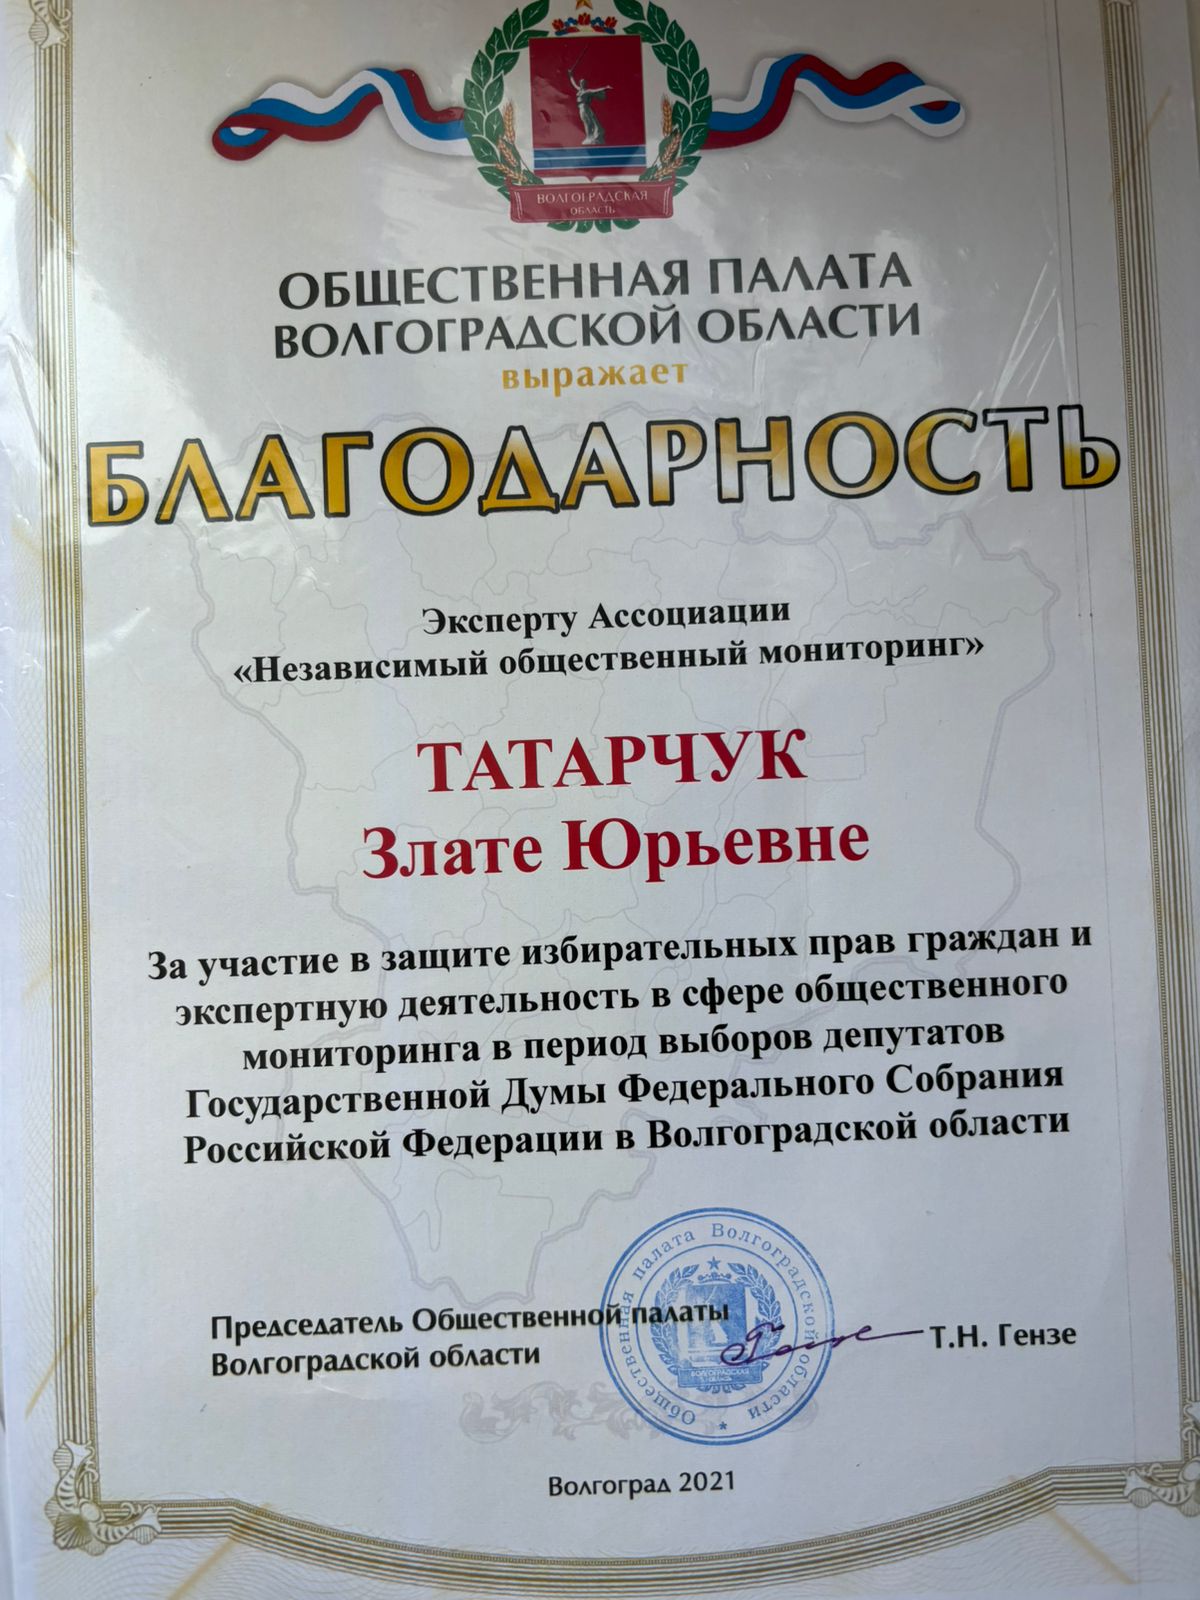 ВОЛГОГРАДСКАЯ
ОБЛАСТЬ
ОБЩЕСТВЕННАЯ ПАЛАТА
ВОЛГОГРАДСКОЙ ОБЛАСТИ
выражает
БЛАГОДАРНОСТЬ
Эксперту Ассоциации
«Независимый общественный мониторинг»
ТАТАРЧУК
Злате Юрьевне
За участие в защите избирательных прав граждан и
экспертную деятельность в сфере общественного
мониторинга в период выборов депутатов
Государственной Думы Федерального Собрания
Российской Федерации в Волгоградской области
Председатель Общественной палаты
Волгоградской области
Т.Н. Гензе
Общественная палата Волгоградской области *
ВОЛГОГРАДСКАЯ
ОБЛАСТЬ
Волгоград 2021